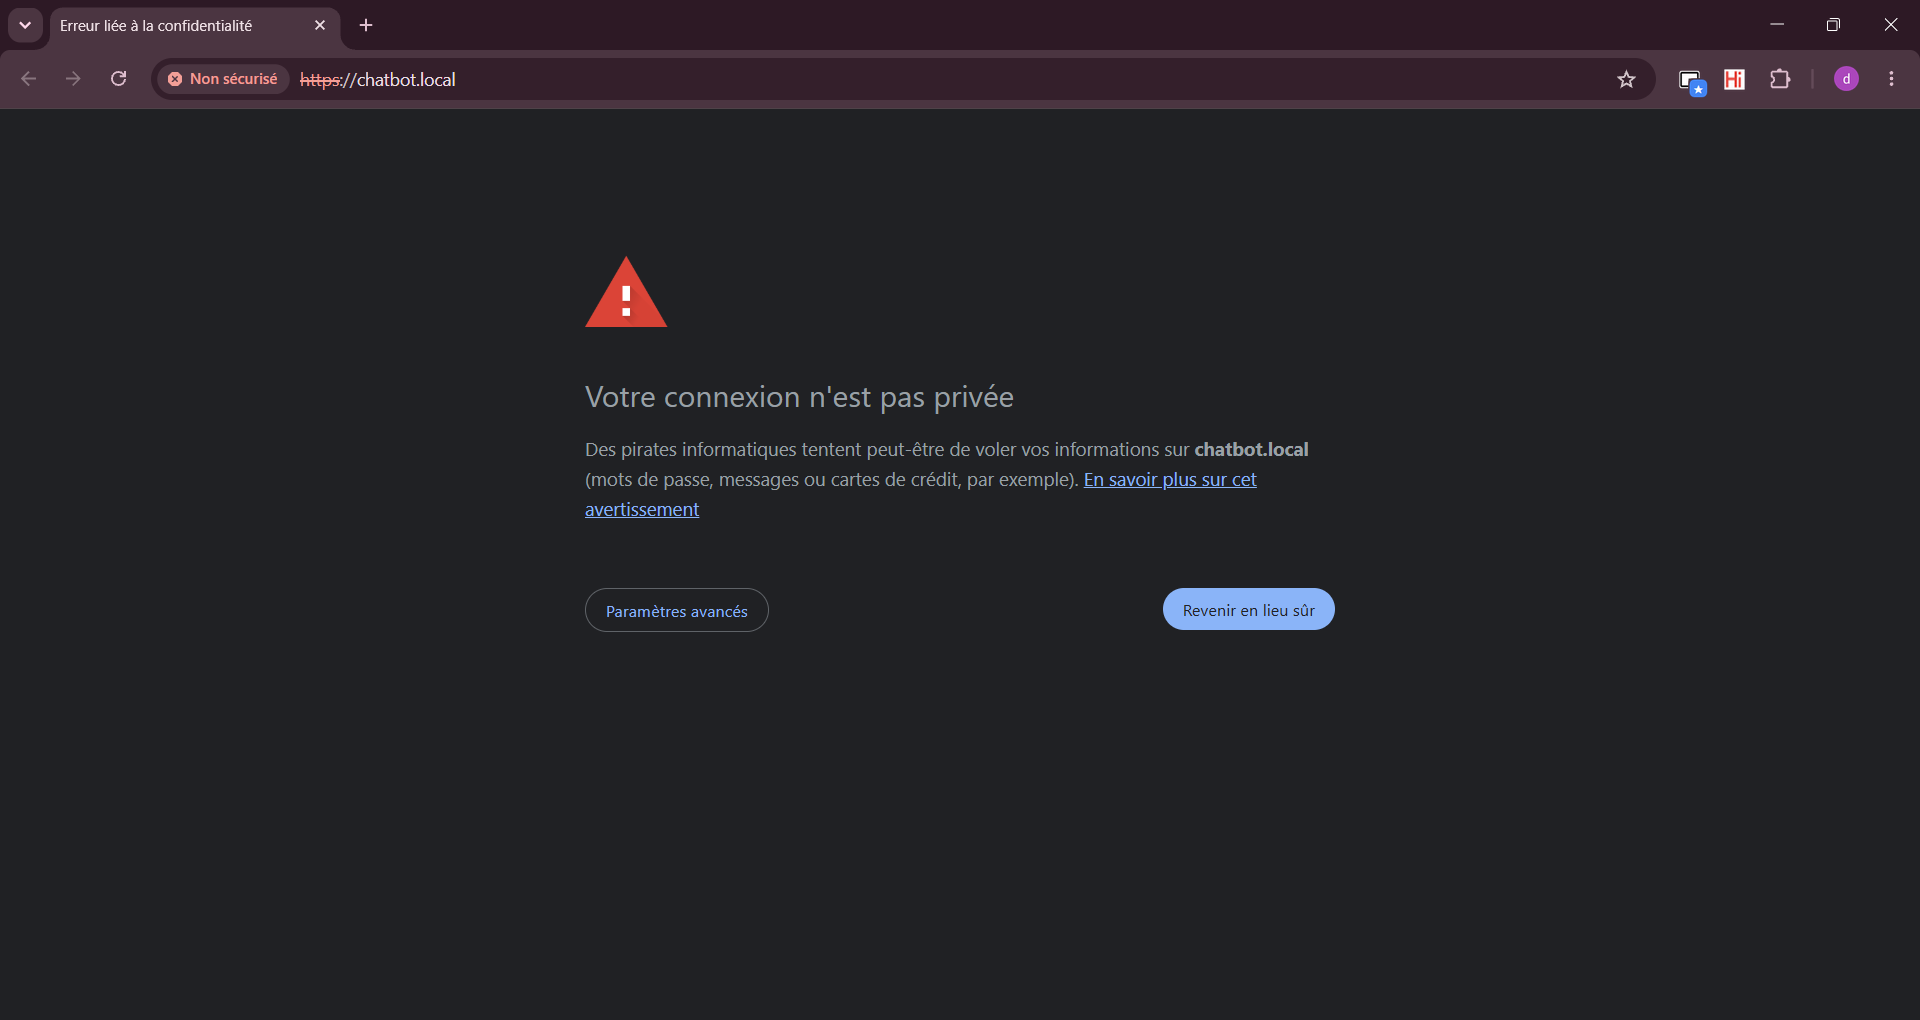 Erreur liée à la confidentialité
Non sécurisé https://chatbot.local
Hi
d
Votre connexion n'est pas privée
Des pirates informatiques tentent peut-être de voler vos informations sur chatbot.local
(mots de passe, messages ou cartes de crédit, par exemple). En savoir plus sur cet
avertissement
Paramètres avancés
Revenir en lieu sûr